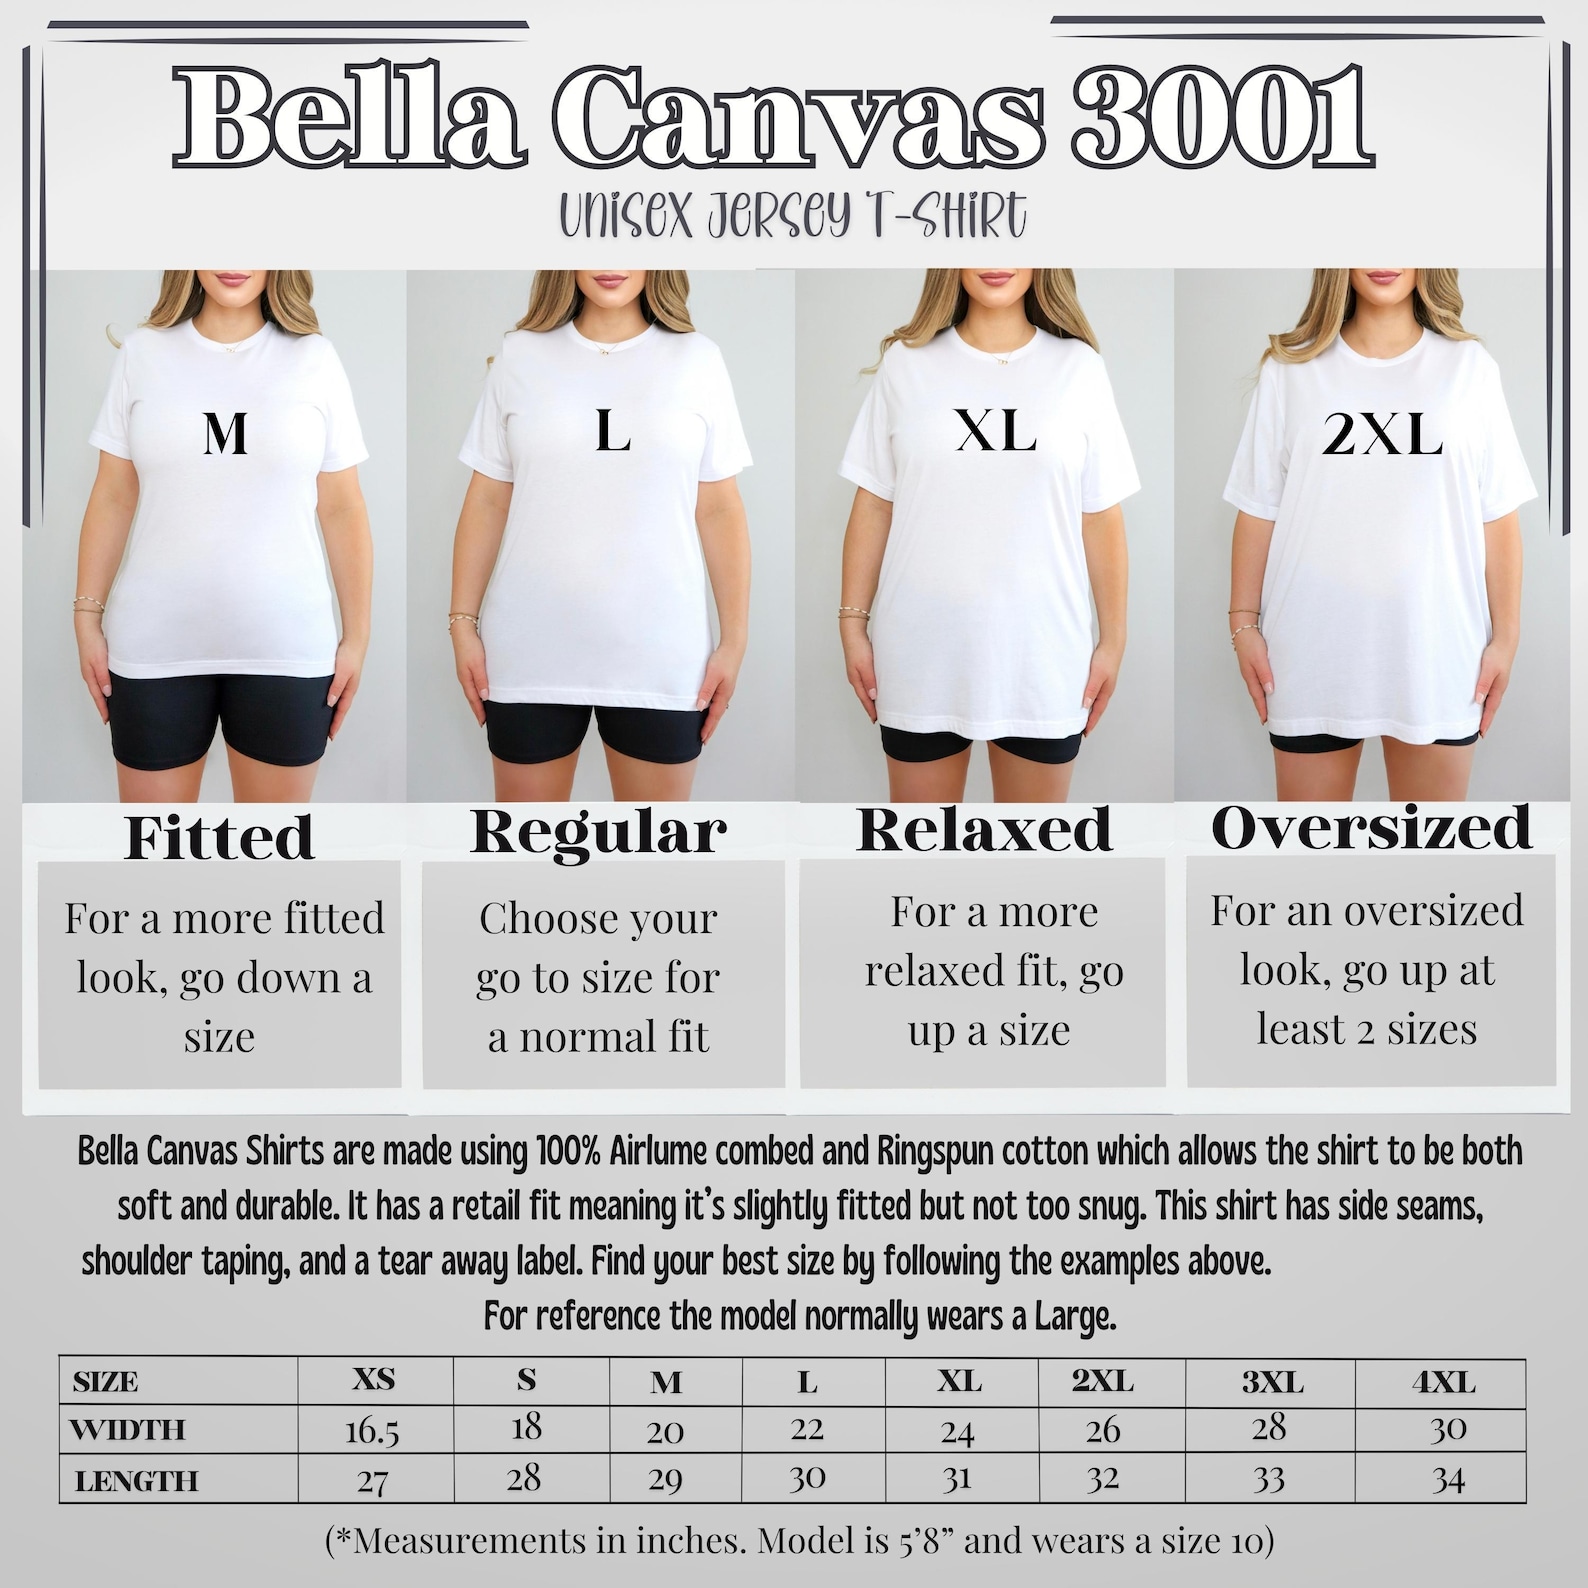 Bella Canvas 3001
UNISEX JERSEY T-SHIRT
M
L
XL
2XL
Fitted
Regular
Relaxed
Oversized
For a more fitted
look, go down a
size
Choose your
go to size for
a normal fit
For a more
relaxed fit, go
up a size
For an oversized
look, go up at
least 2 sizes
Bella Canvas Shirts are made using 100% Airlume combed and Ringspun cotton which allows the shirt to be both
soft and durable. It has a retail fit meaning it's slightly fitted but not too snug. This shirt has side seams,
shoulder taping, and a tear away label. Find your best size by following the examples above.
For reference the model normally wears a Large.
SIZE XS S M L XL 2XL 3XL 4XL
WIDTH 16.5 18 20 22 24 26 28 30
LENGTH 27 28 29 30 31 32 33 34
(*Measurements in inches. Model is 5'8" and wears a size 10)